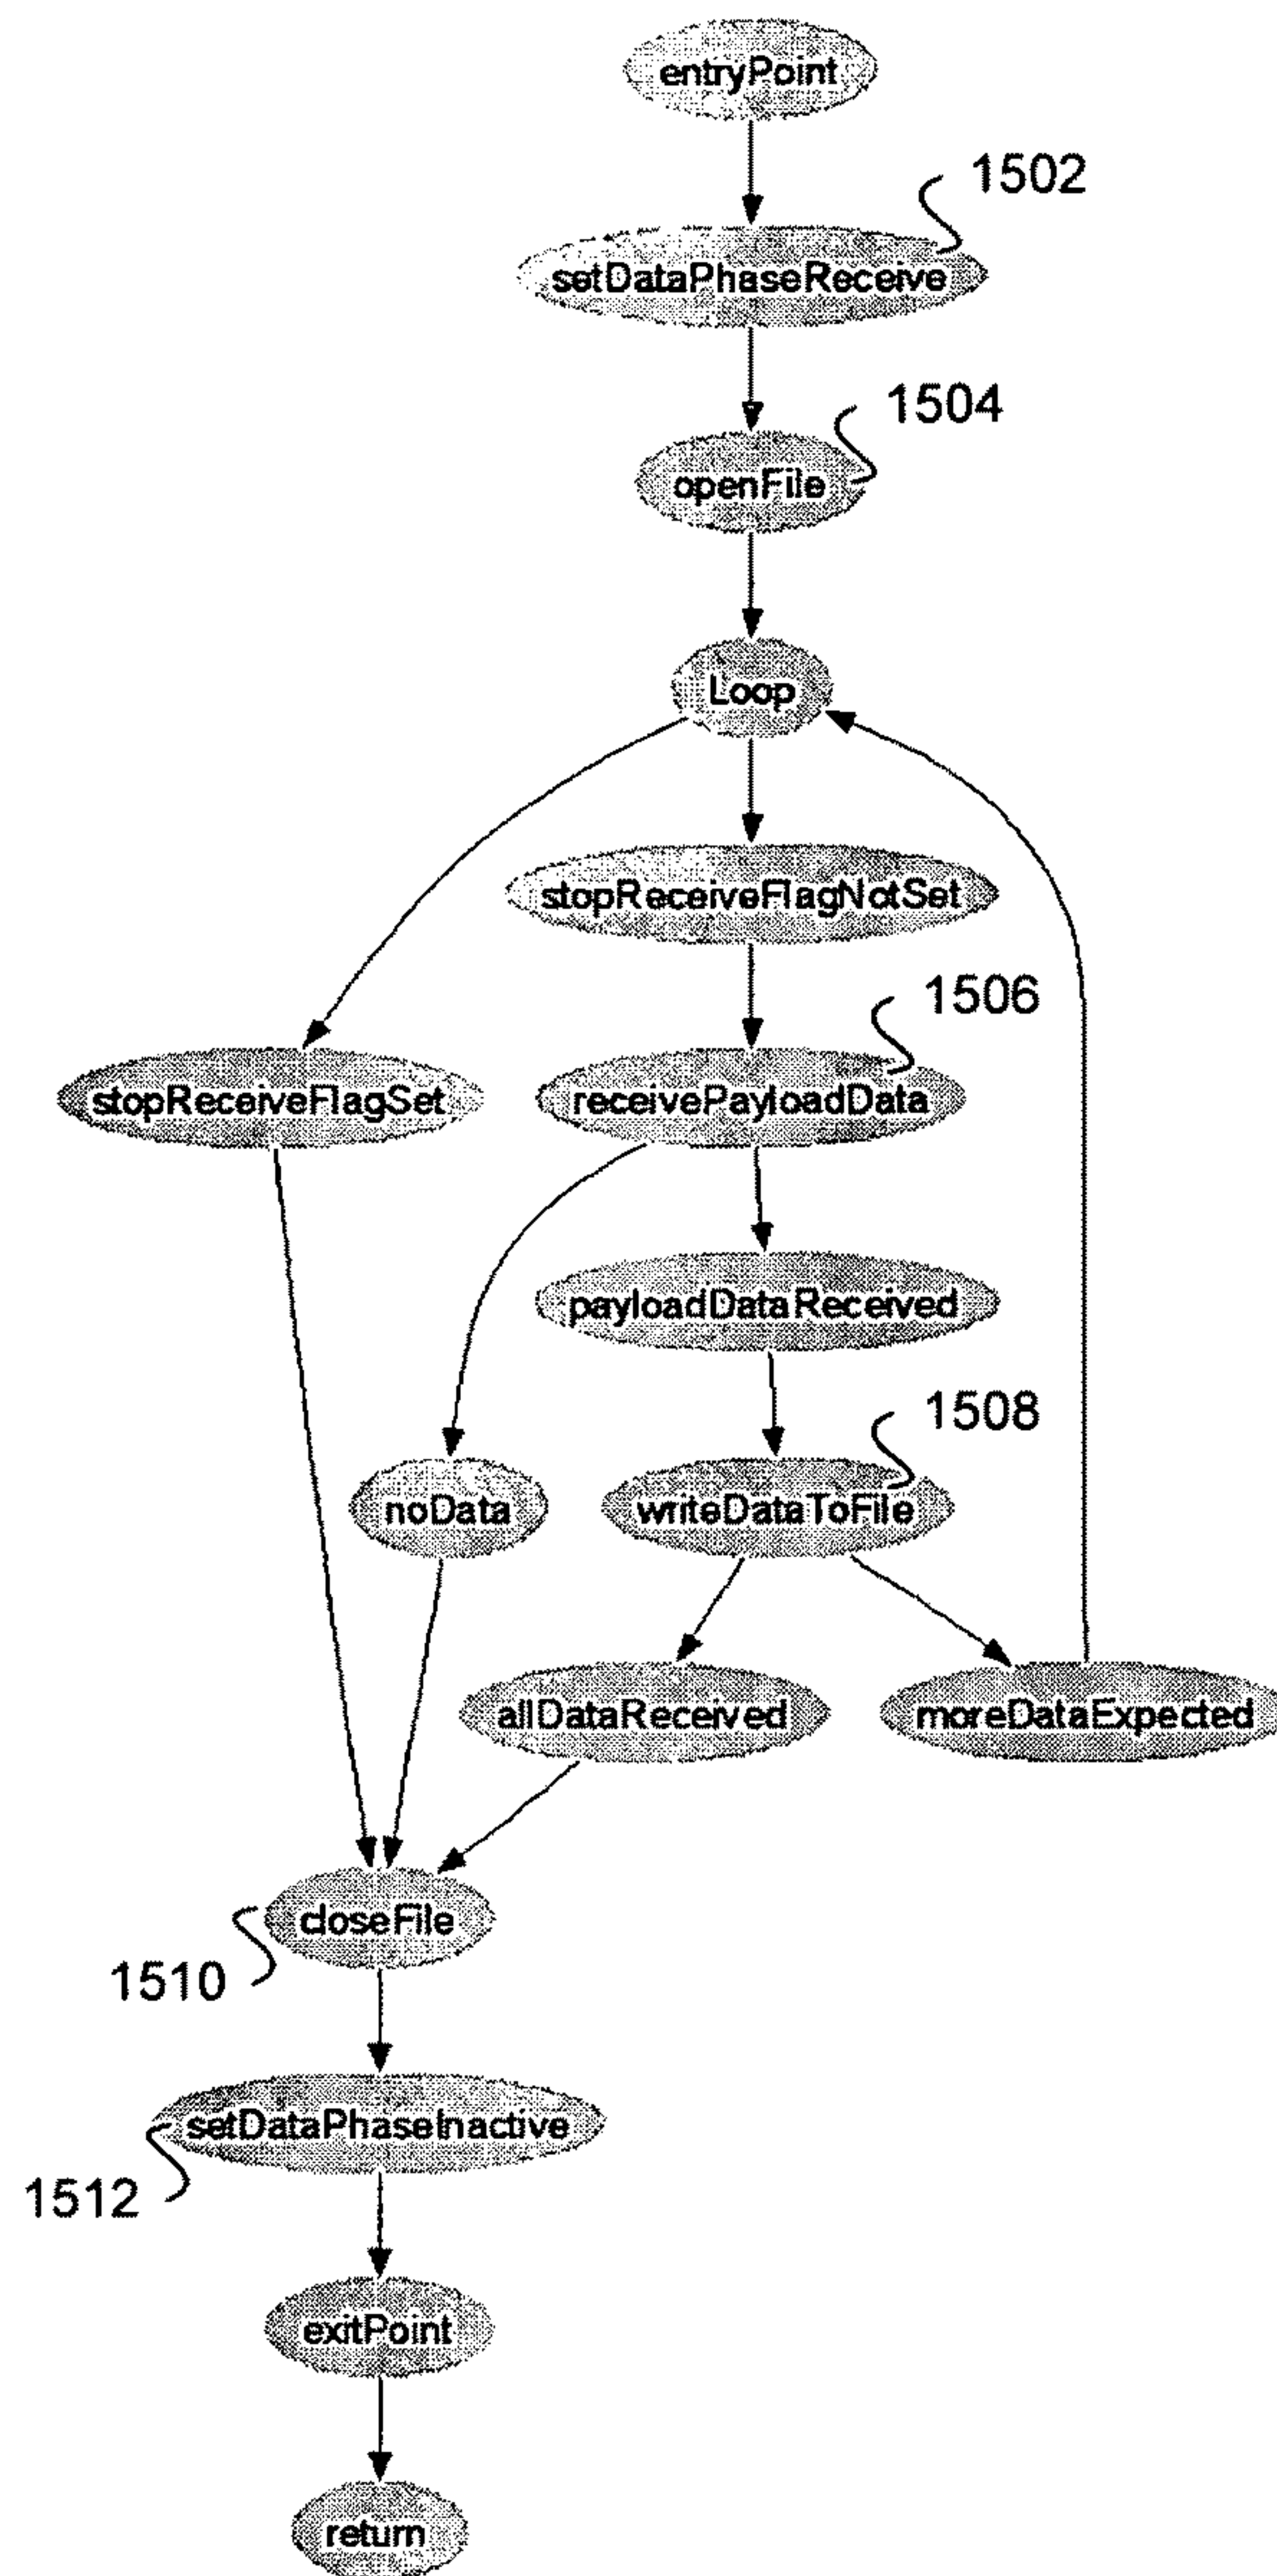 entryPoint
1502
setDataPhaseReceive
1504
openFile
Loop
stopReceiveFlagNotSet
1506
stopReceiveFlagSet
receivePayloadData
payloadDataReceived
1508
noData
writeDataToFile
allDataReceived
moreDataExpected
closeFile
1510
setDataPhaseInactive
1512
exitPoint
return